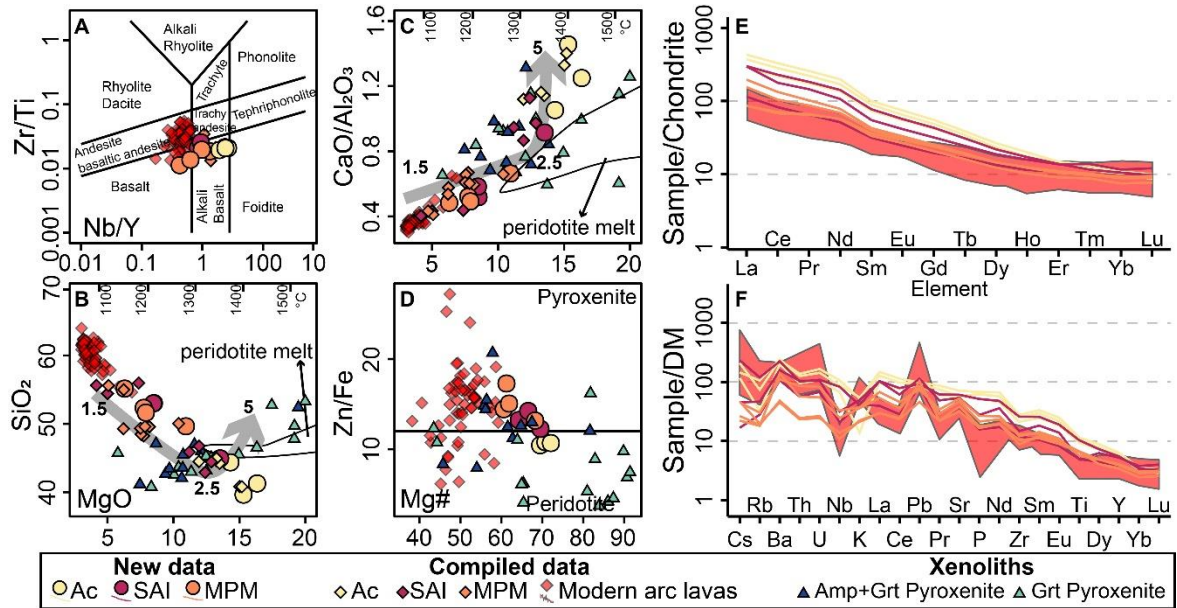 A
Alkali
Rhyolite
Phonolite
Trachyte
Rhyolite
Dacite
Tephriphonolite
Trachy
andesite
Andesite
basaltic andesite
Basalt
Alkali
Basalt
Foidite
Zr/Ti
1
0.1
0.01
0.001
Nb/Y
0.01 0.1 1 100 100
B
1100 1200 1300 1400 1500 °C
SiO₂
60
50
40
peridotite melt
1.5
5
2.5
MgO
5 10 15 20
C
1100 1200 1300 1400 1500 °C
CaO/Al₂O₃
1.6
1.2
0.8
0.4
5
1.5
2.5
peridotite melt
5 10 15 20
D
Pyroxenite
Zn/Fe
20
10
Mg#
Peridotite
40 50 60 70 80 90
E
Sample/Chondrite
1000
100
10
1
Ce Nd Eu Tb Ho Tm Lu
La Pr Sm Gd Dy Er Yb
Element
F
Sample/DM
1000
100
10
1
Rb Th Nb La Pb Sr Nd Sm Ti Y Lu
Cs Ba U K Ce Pr P Zr Eu Dy Yb
New data
Ac SAI MPM
Compiled data
Ac SAI MPM Modern arc lavas
Xenoliths
Amp+Grt Pyroxenite Grt Pyroxenite